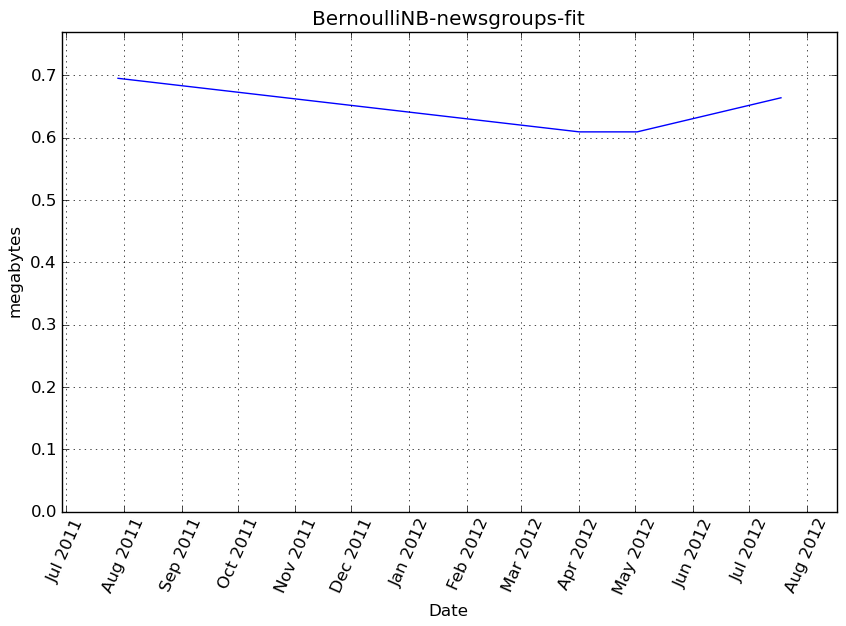 BernoulliNB-newsgroups-fit
0.7
0.6
0.5
0.4
0.3
0.2
0.1
0.0
megabytes
Jul 2011
Aug 2011
Sep 2011
Oct 2011
Nov 2011
Dec 2011
Jan 2012
Feb 2012
Mar 2012
Apr 2012
May 2012
Jun 2012
Jul 2012
Aug 2012
Date